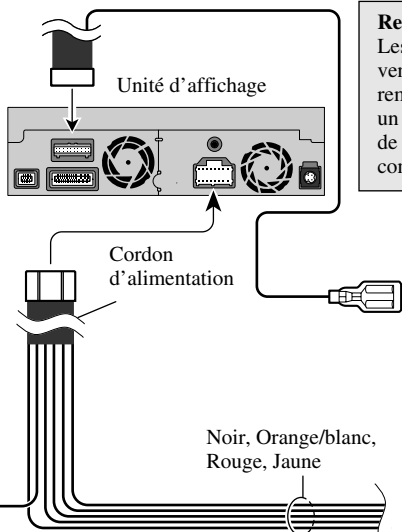 Re
Les
ver
ren
un
de
con
Unité d'affichage
Cordon
d'alimentation
Noir, Orange/blanc,
Rouge, Jaune